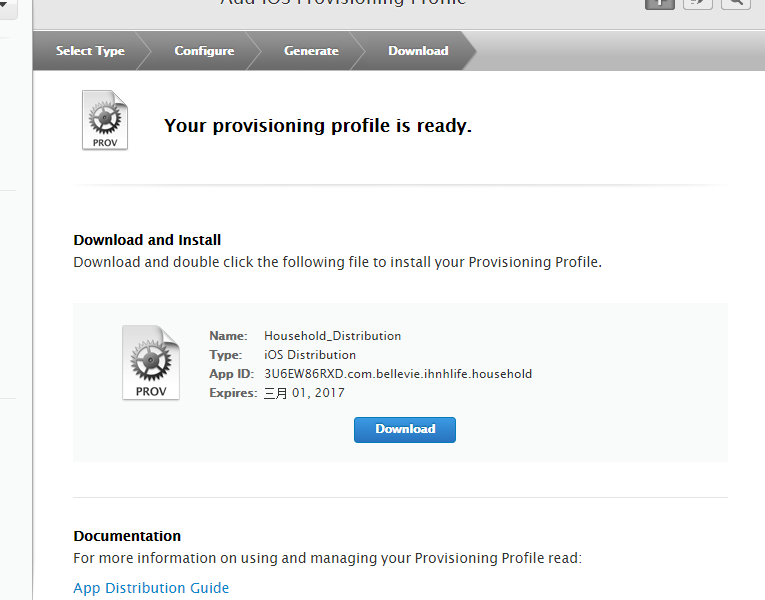 Add iOS Provisioning Profile
Select Type
Configure
Generate
Download
PROV
Your provisioning profile is ready.
Download and Install
Download and double click the following file to install your Provisioning Profile.
PROV
Name: Household_Distribution
Type: iOS Distribution
App ID: 3U6EW86RXD.com.bellevie.ihnhlife.household
Expires: 三月 01, 2017
Download
Documentation
For more information on using and managing your Provisioning Profile read:
App Distribution Guide